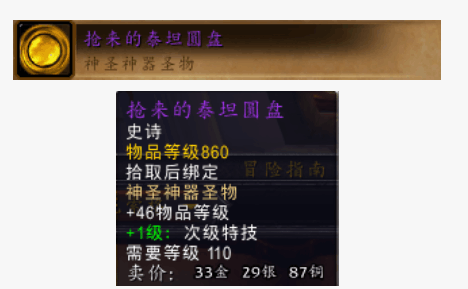 抢来的泰坦圆盘
神圣神器圣物
抢来的泰坦圆盘
史诗
物品等级860
拾取后绑定
冒险指南
神圣神器圣物
+46物品等级
+1级：次级特技
需要等级 110
卖价： 33金 29银 87铜